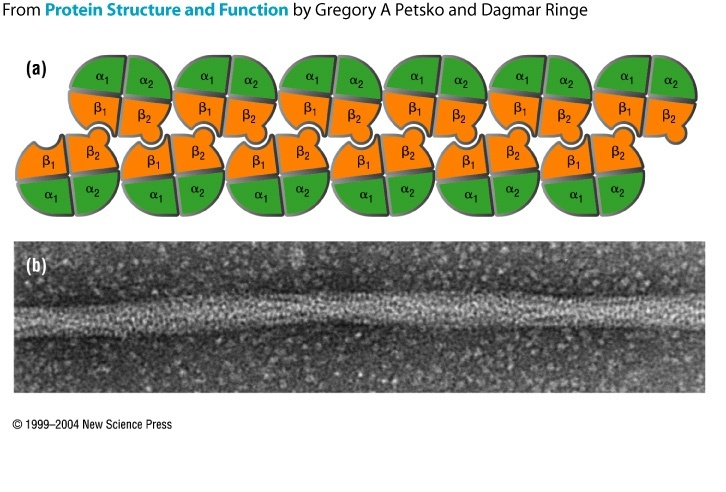 From Protein Structure and Function by Gregory A Petsko and Dagmar Ringe
(a)
α1 α2 α1 α2 α1 α2 α1 α2 α1 α2 α1 α2
β1 β2 β1 β2 β1 β2 β1 β2 β1 β2 β1 β2
β1 β2 β1 β2 β1 β2 β1 β2 β1 β2 β1 β2
α1 α2 α1 α2 α1 α2 α1 α2 α1 α2 α1 α2
(b)
© 1999–2004 New Science Press